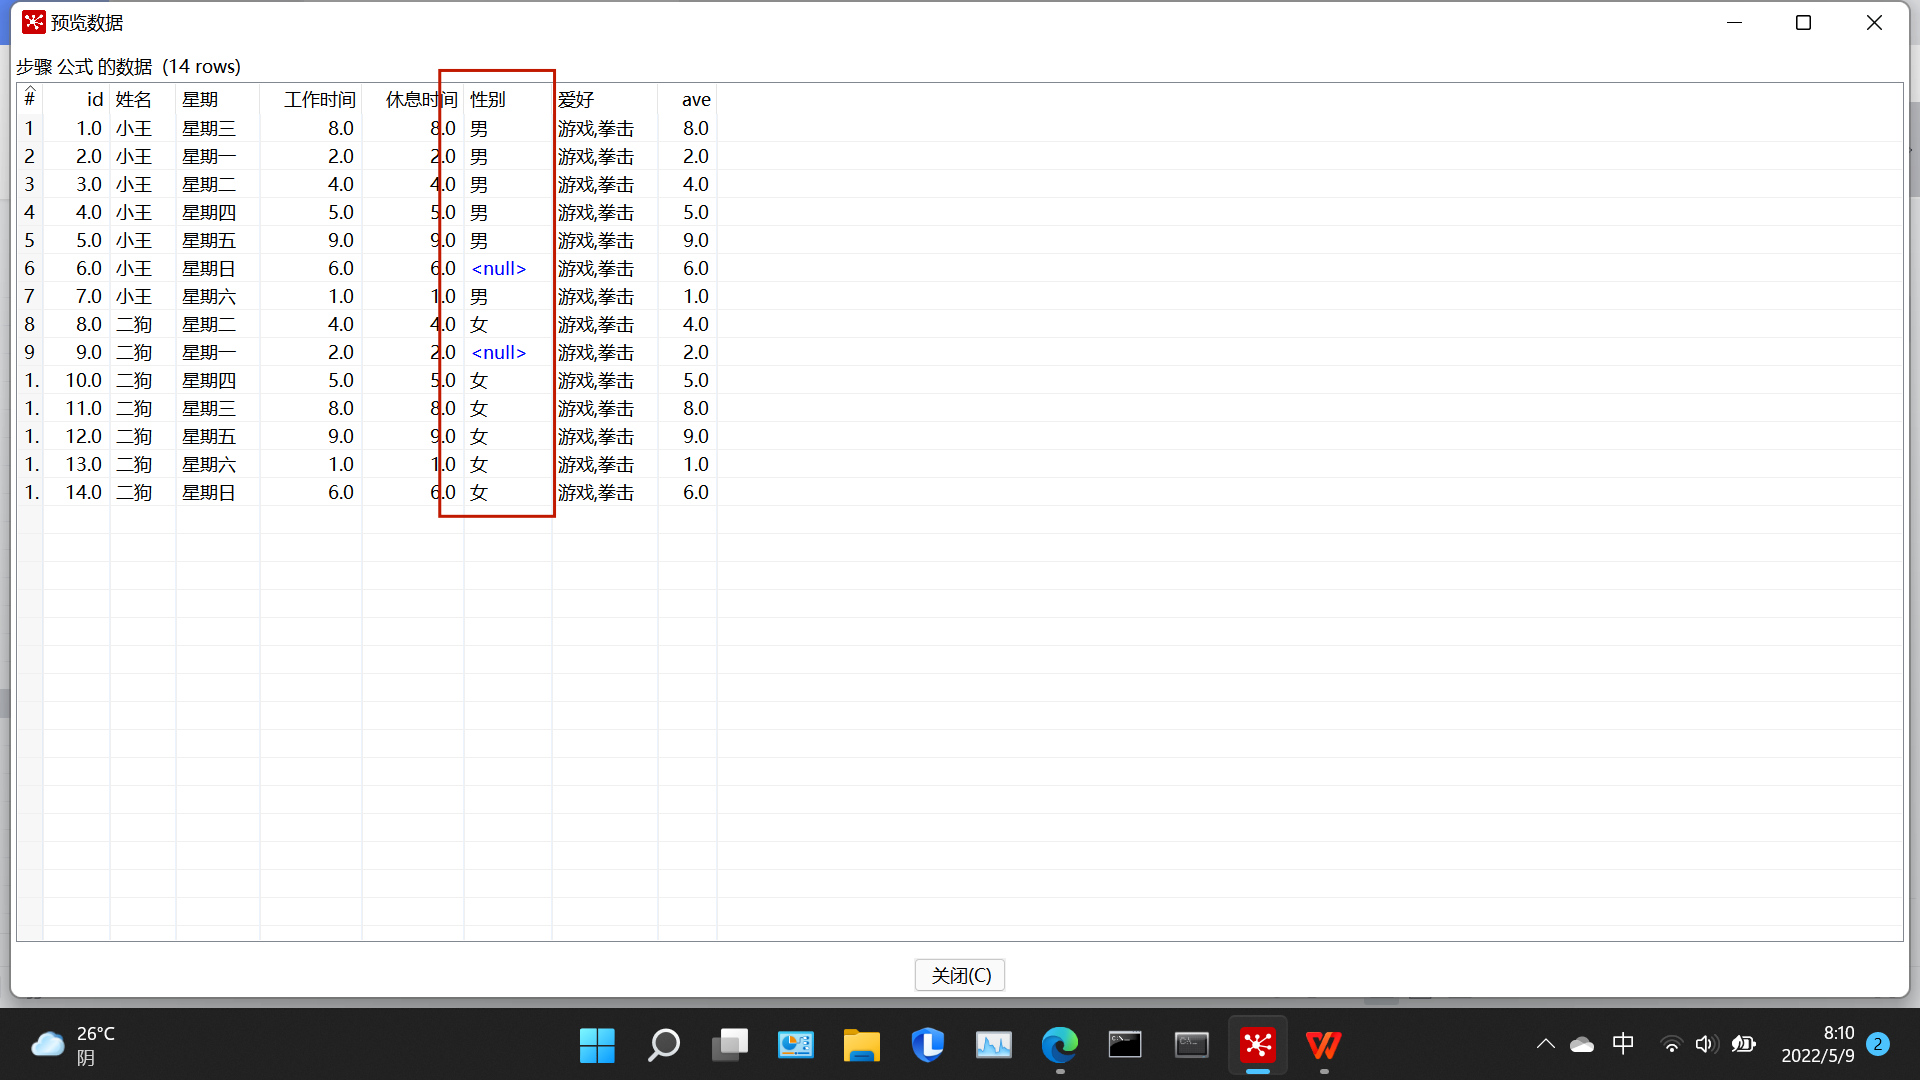 预览数据
步骤 公式 的数据 (14 rows)
# id 姓名 星期 工作时间 休息时间 性别 爱好 ave
1 1.0 小王 星期三 8.0 8.0 男 游戏,拳击 8.0
2 2.0 小王 星期一 2.0 2.0 男 游戏,拳击 2.0
3 3.0 小王 星期二 4.0 4.0 男 游戏,拳击 4.0
4 4.0 小王 星期四 5.0 5.0 男 游戏,拳击 5.0
5 5.0 小王 星期五 9.0 9.0 男 游戏,拳击 9.0
6 6.0 小王 星期日 6.0 6.0 <null> 游戏,拳击 6.0
7 7.0 小王 星期六 1.0 1.0 男 游戏,拳击 1.0
8 8.0 二狗 星期二 4.0 4.0 女 游戏,拳击 4.0
9 9.0 二狗 星期一 2.0 2.0 <null> 游戏,拳击 2.0
1. 10.0 二狗 星期四 5.0 5.0 女 游戏,拳击 5.0
1. 11.0 二狗 星期三 8.0 8.0 女 游戏,拳击 8.0
1. 12.0 二狗 星期五 9.0 9.0 女 游戏,拳击 9.0
1. 13.0 二狗 星期六 1.0 1.0 女 游戏,拳击 1.0
1. 14.0 二狗 星期日 6.0 6.0 女 游戏,拳击 6.0
关闭(C)
26°C
阴
中
8:10
2022/5/9
2